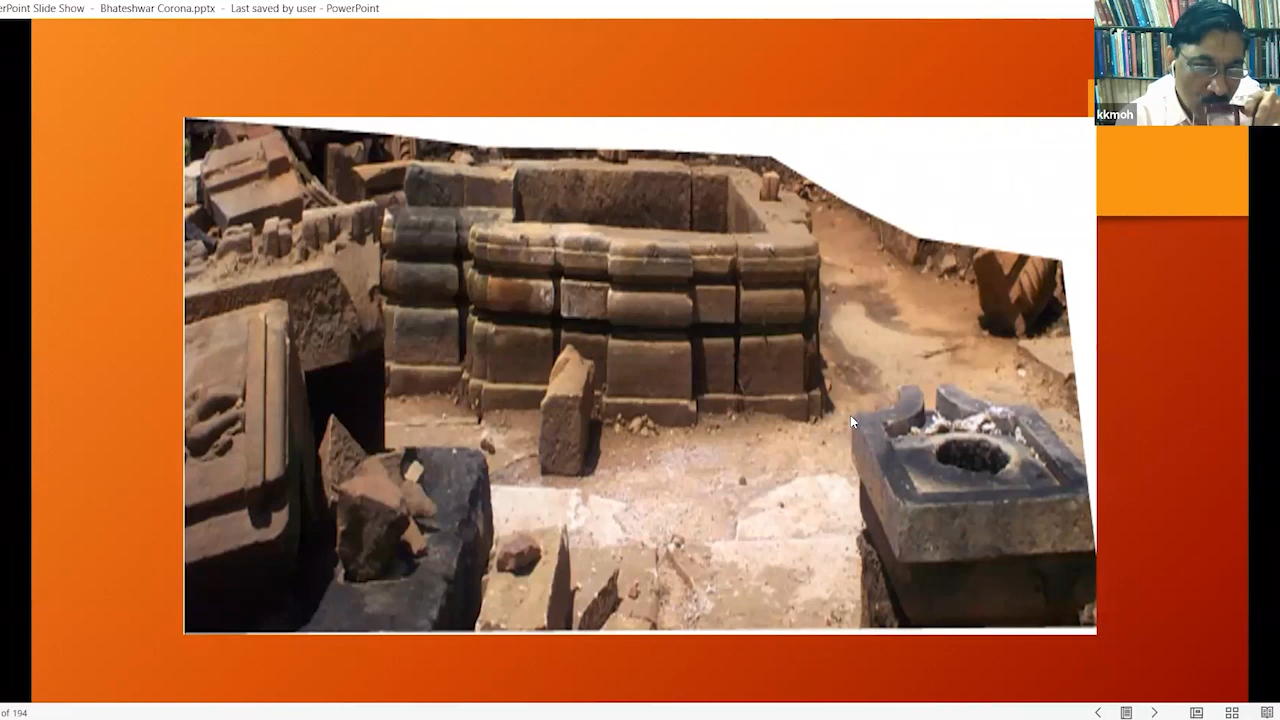 erPoint Slide Show - Bhateshwar Corona.pptx - Last saved by user - PowerPoint
kkmoh
of 194